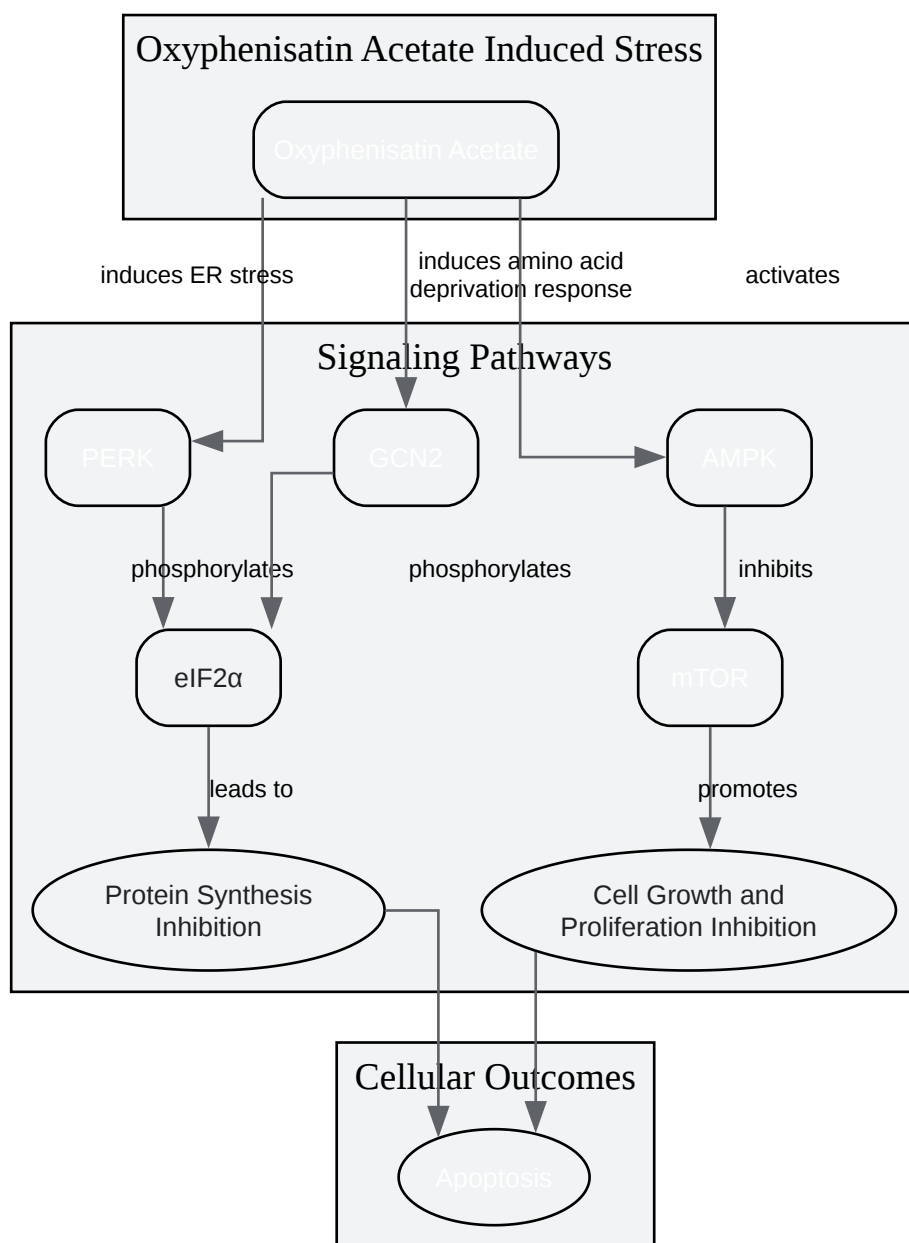 Oxyphenisatin Acetate Induced Stress
Oxyphenisatin Acetate
induces ER stress
induces amino acid
deprivation response
activates
Signaling Pathways
PERK
GCN2
AMPK
phosphorylates
phosphorylates
inhibits
eIF2α
mTOR
leads to
promotes
Protein Synthesis
Inhibition
Cell Growth and
Proliferation Inhibition
Cellular Outcomes
Apoptosis